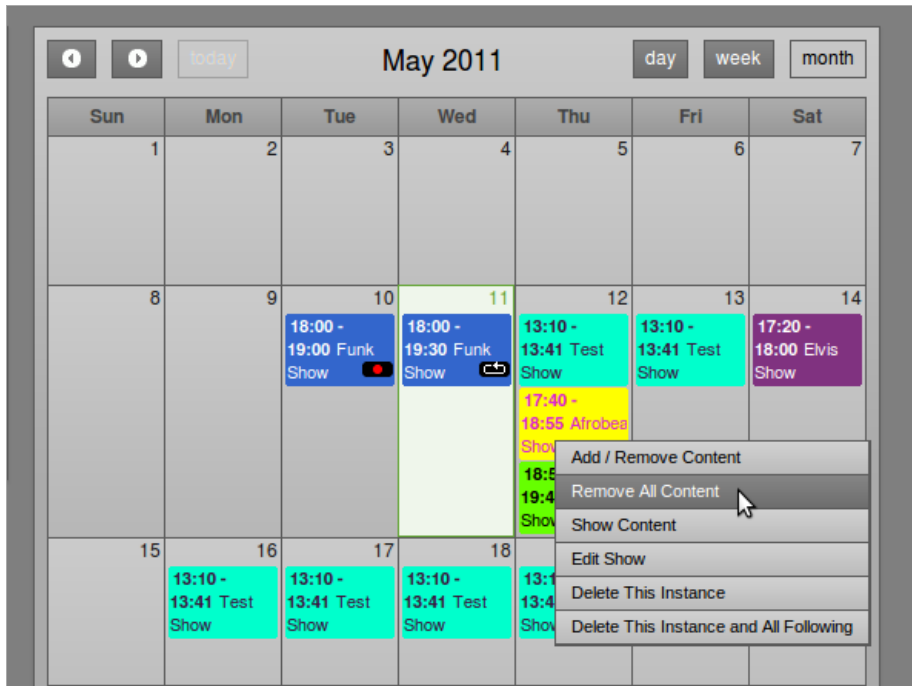 today May 2011 day week month
Sun Mon Tue Wed Thu Fri Sat
1 2 3 4 5 6 7
8 9 10 11 12 13 14
18:00 -
19:00 Funk
Show
18:00 -
19:30 Funk
Show
13:10 -
13:41 Test
Show
17:40 -
18:55 Afrobea
Show
13:10 -
13:41 Test
Show
17:20 -
18:00 Elvis
Show
Add / Remove Content
Remove All Content
Show Content
Edit Show
Delete This Instance
Delete This Instance and All Following
15 16 17 18
13:10 -
13:41 Test
Show
13:10 -
13:41 Test
Show
13:10 -
13:41 Test
Show